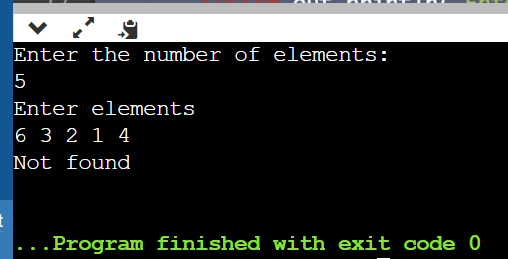 Enter the number of elements:
5
Enter elements
6 3 2 1 4
Not found
...Program finished with exit code 0